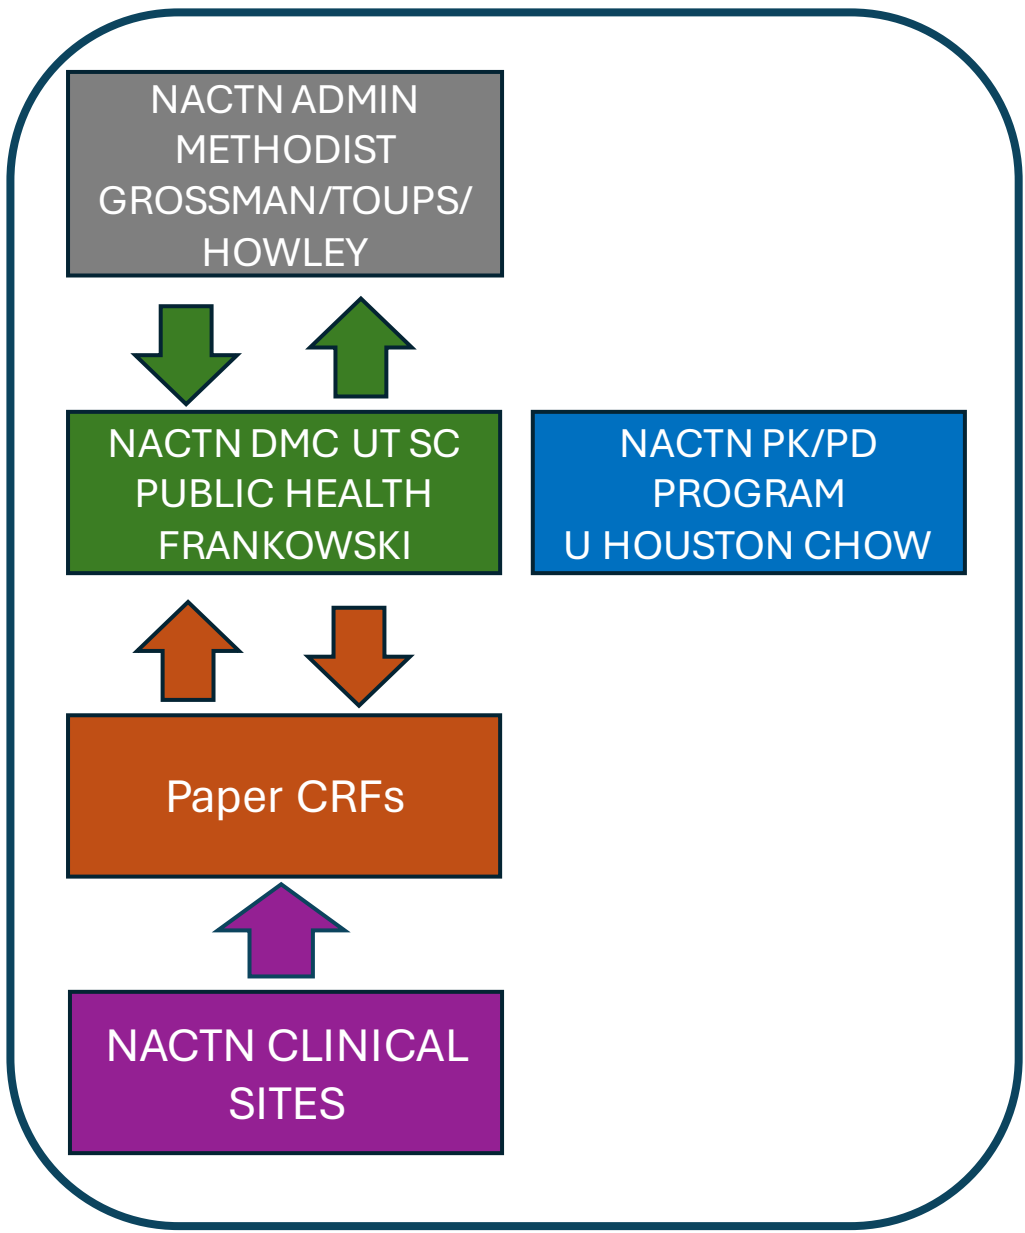 NACTN ADMIN
METHODIST
GROSSMAN/TOUPS/
HOWLEY
NACTN DMC UT SC
PUBLIC HEALTH
FRANKOWSKI
NACTN PK/PD
PROGRAM
U HOUSTON CHOW
Paper CRFs
NACTN CLINICAL
SITES